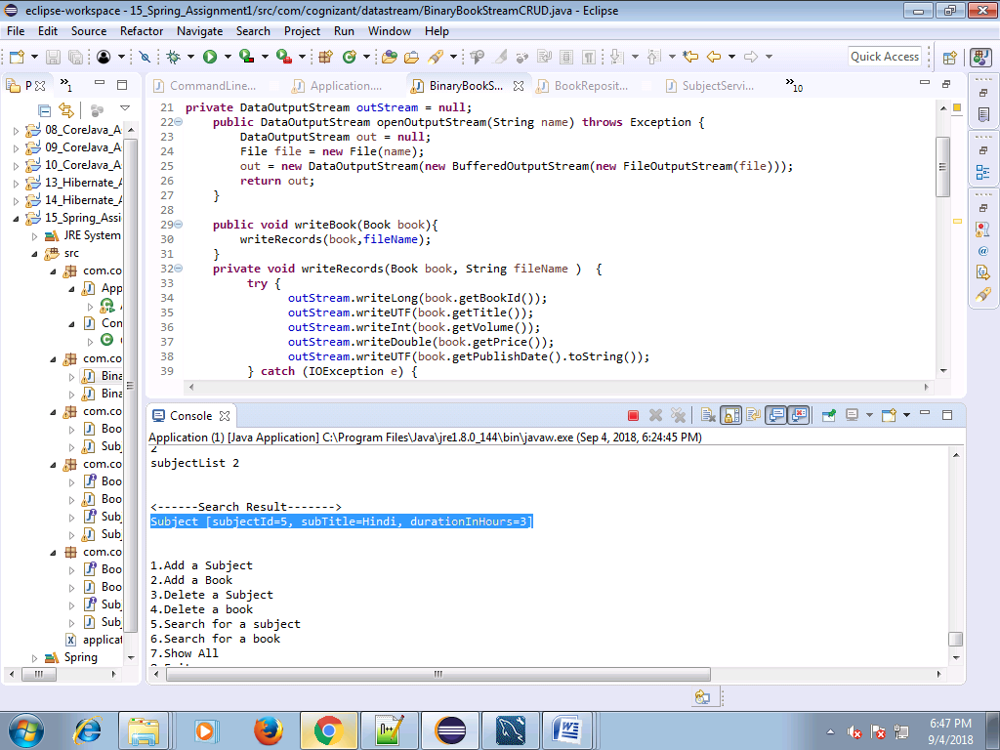 eclipse-workspace - 15_Spring_Assignment1/src/com/cognizant/datastream/BinaryBookStreamCRUD.java - Eclipse
File Edit Source Refactor Navigate Search Project Run Window Help
Quick Access
P
1
CommandLine...
Application....
BinaryBookS...
BookReposit...
SubjectServi...
10
08_CoreJava_A
09_CoreJava_A
10_CoreJava_A
13_Hibernate_A
14_Hibernate_A
15_Spring_Assi
JRE System
src
com.co
App
Con
com.co
Bina
Bina
com.co
Boo
Sub
com.co
Boo
Boo
Sub
Sub
com.co
Boo
Boo
Sub
Sub
applicat
Spring
21 private DataOutputStream outStream = null;
22 public DataOutputStream openOutputStream(String name) throws Exception {
23 DataOutputStream out = null;
24 File file = new File(name);
25 out = new DataOutputStream(new BufferedOutputStream(new FileOutputStream(file)));
26 return out;
27 }
28
29 public void writeBook(Book book){
30 writeRecords(book,fileName);
31 }
32 private void writeRecords(Book book, String fileName ) {
33 try {
34 outStream.writeLong(book.getBookId());
35 outStream.writeUTF(book.getTitle());
36 outStream.writeInt(book.getVolume());
37 outStream.writeDouble(book.getPrice());
38 outStream.writeUTF(book.getPublishDate().toString());
39 } catch (IOException e) {
Console
Application (1) [Java Application] C:\Program Files\Java\jre1.8.0_144\bin\javaw.exe (Sep 4, 2018, 6:24:45 PM)
2
subjectList 2
<------Search Result------->
Subject [subjectId=5, subTitle=Hindi, durationInHours=3]
1.Add a Subject
2.Add a Book
3.Delete a Subject
4.Delete a book
5.Search for a subject
6.Search for a book
7.Show All
6:47 PM
9/4/2018